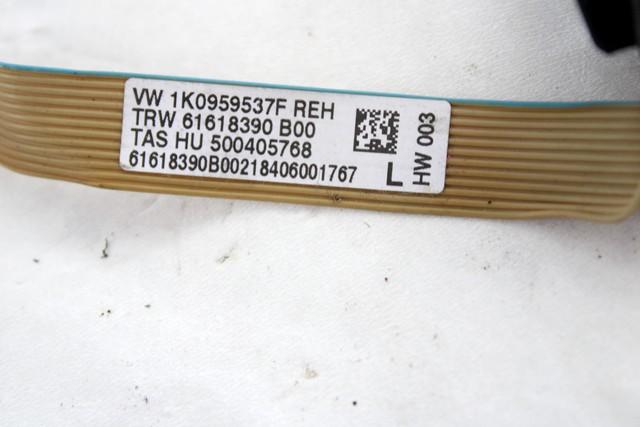 VW 1K0959537F REH
TRW 61618390 B00
TAS HU 500405768
61618390B00218406001767
L
HW 003